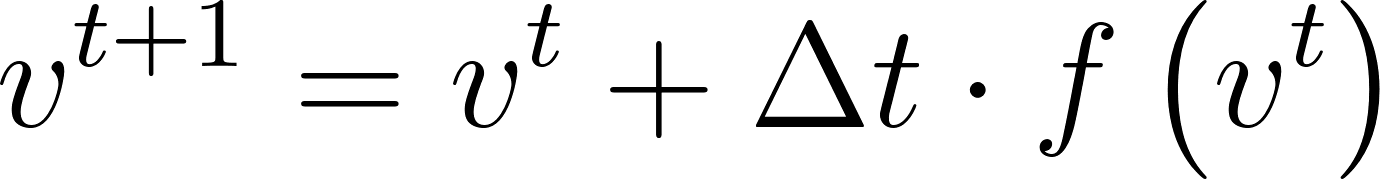 v^{t+1} = v^t + Δt · f (v^t)